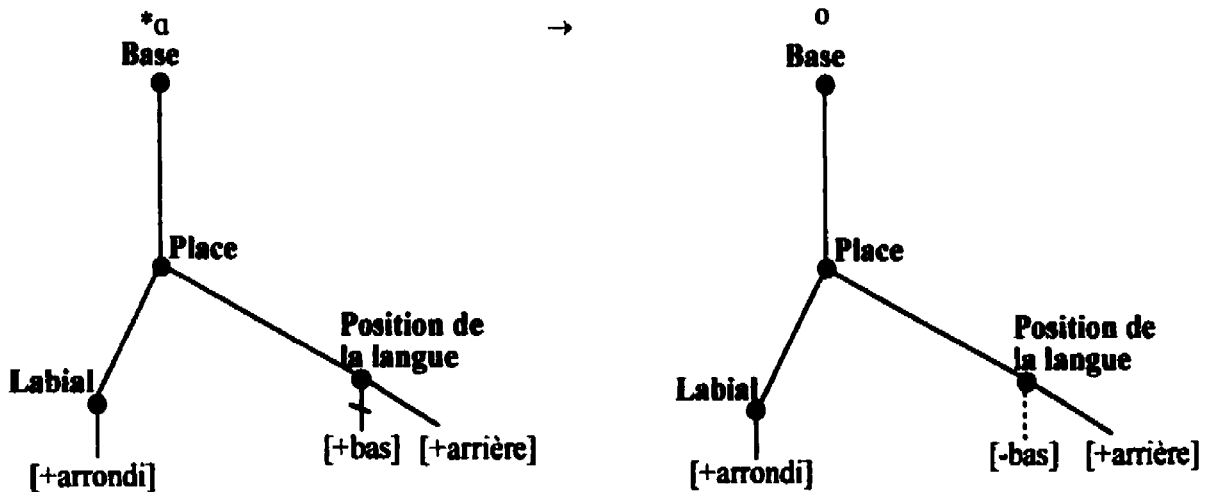 *ɒ → o
Base Base
Place Place
Position de
la langue
Position de
la langue
Labial Labial
[+bas] [+arrière] [-bas] [+arrière]
[+arrondi] [+arrondi]